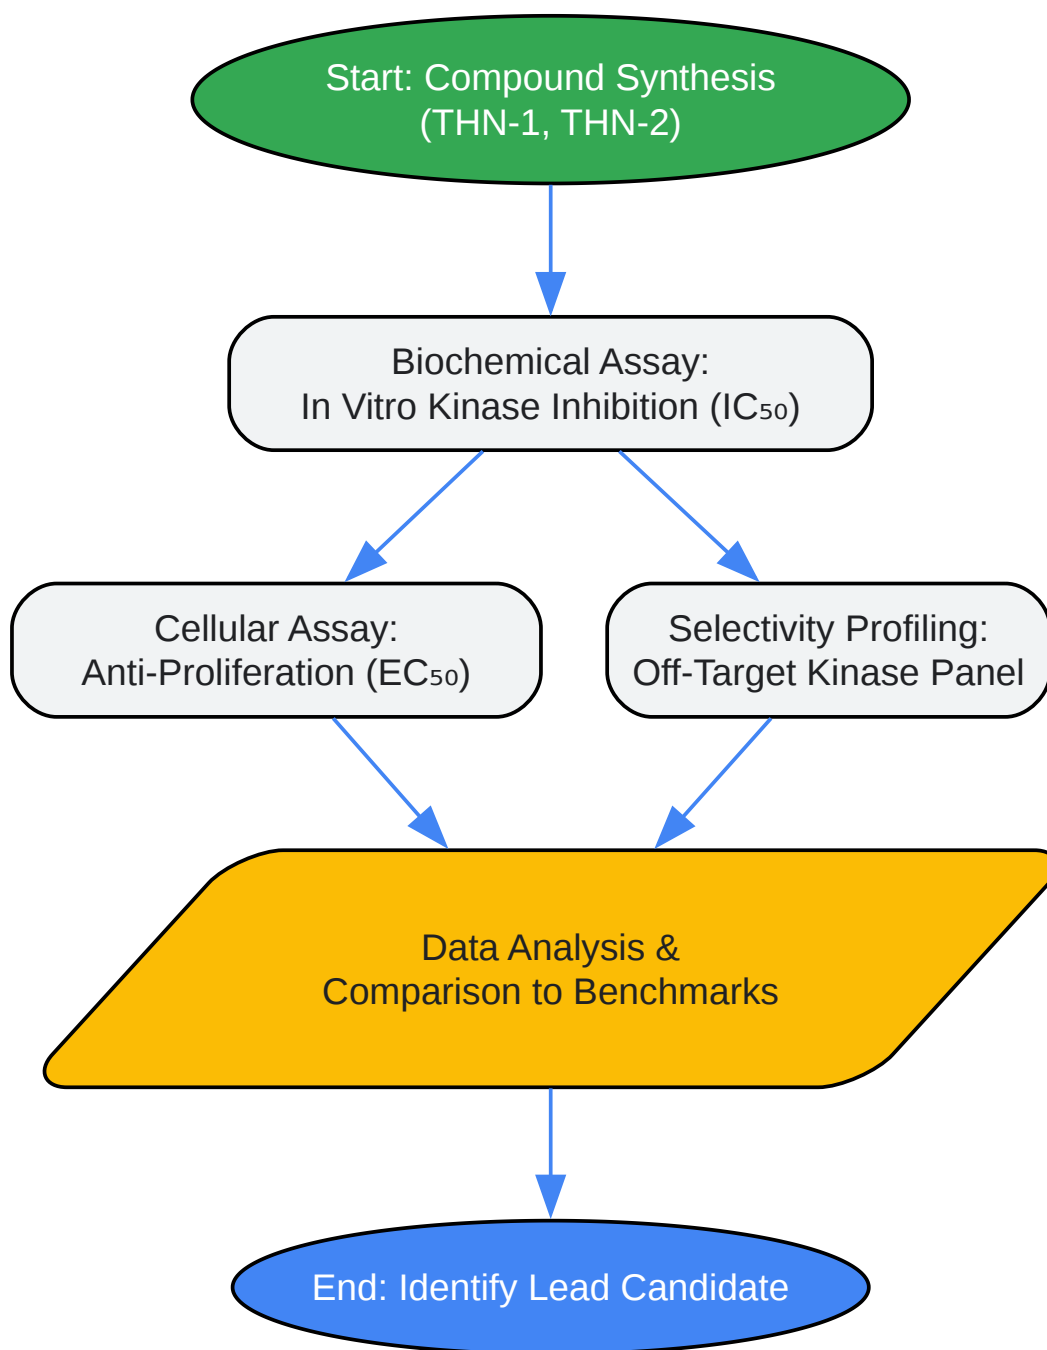 Start: Compound Synthesis
(THN-1, THN-2)
Biochemical Assay:
In Vitro Kinase Inhibition (IC₅₀)
Cellular Assay:
Anti-Proliferation (EC₅₀)
Selectivity Profiling:
Off-Target Kinase Panel
Data Analysis &
Comparison to Benchmarks
End: Identify Lead Candidate